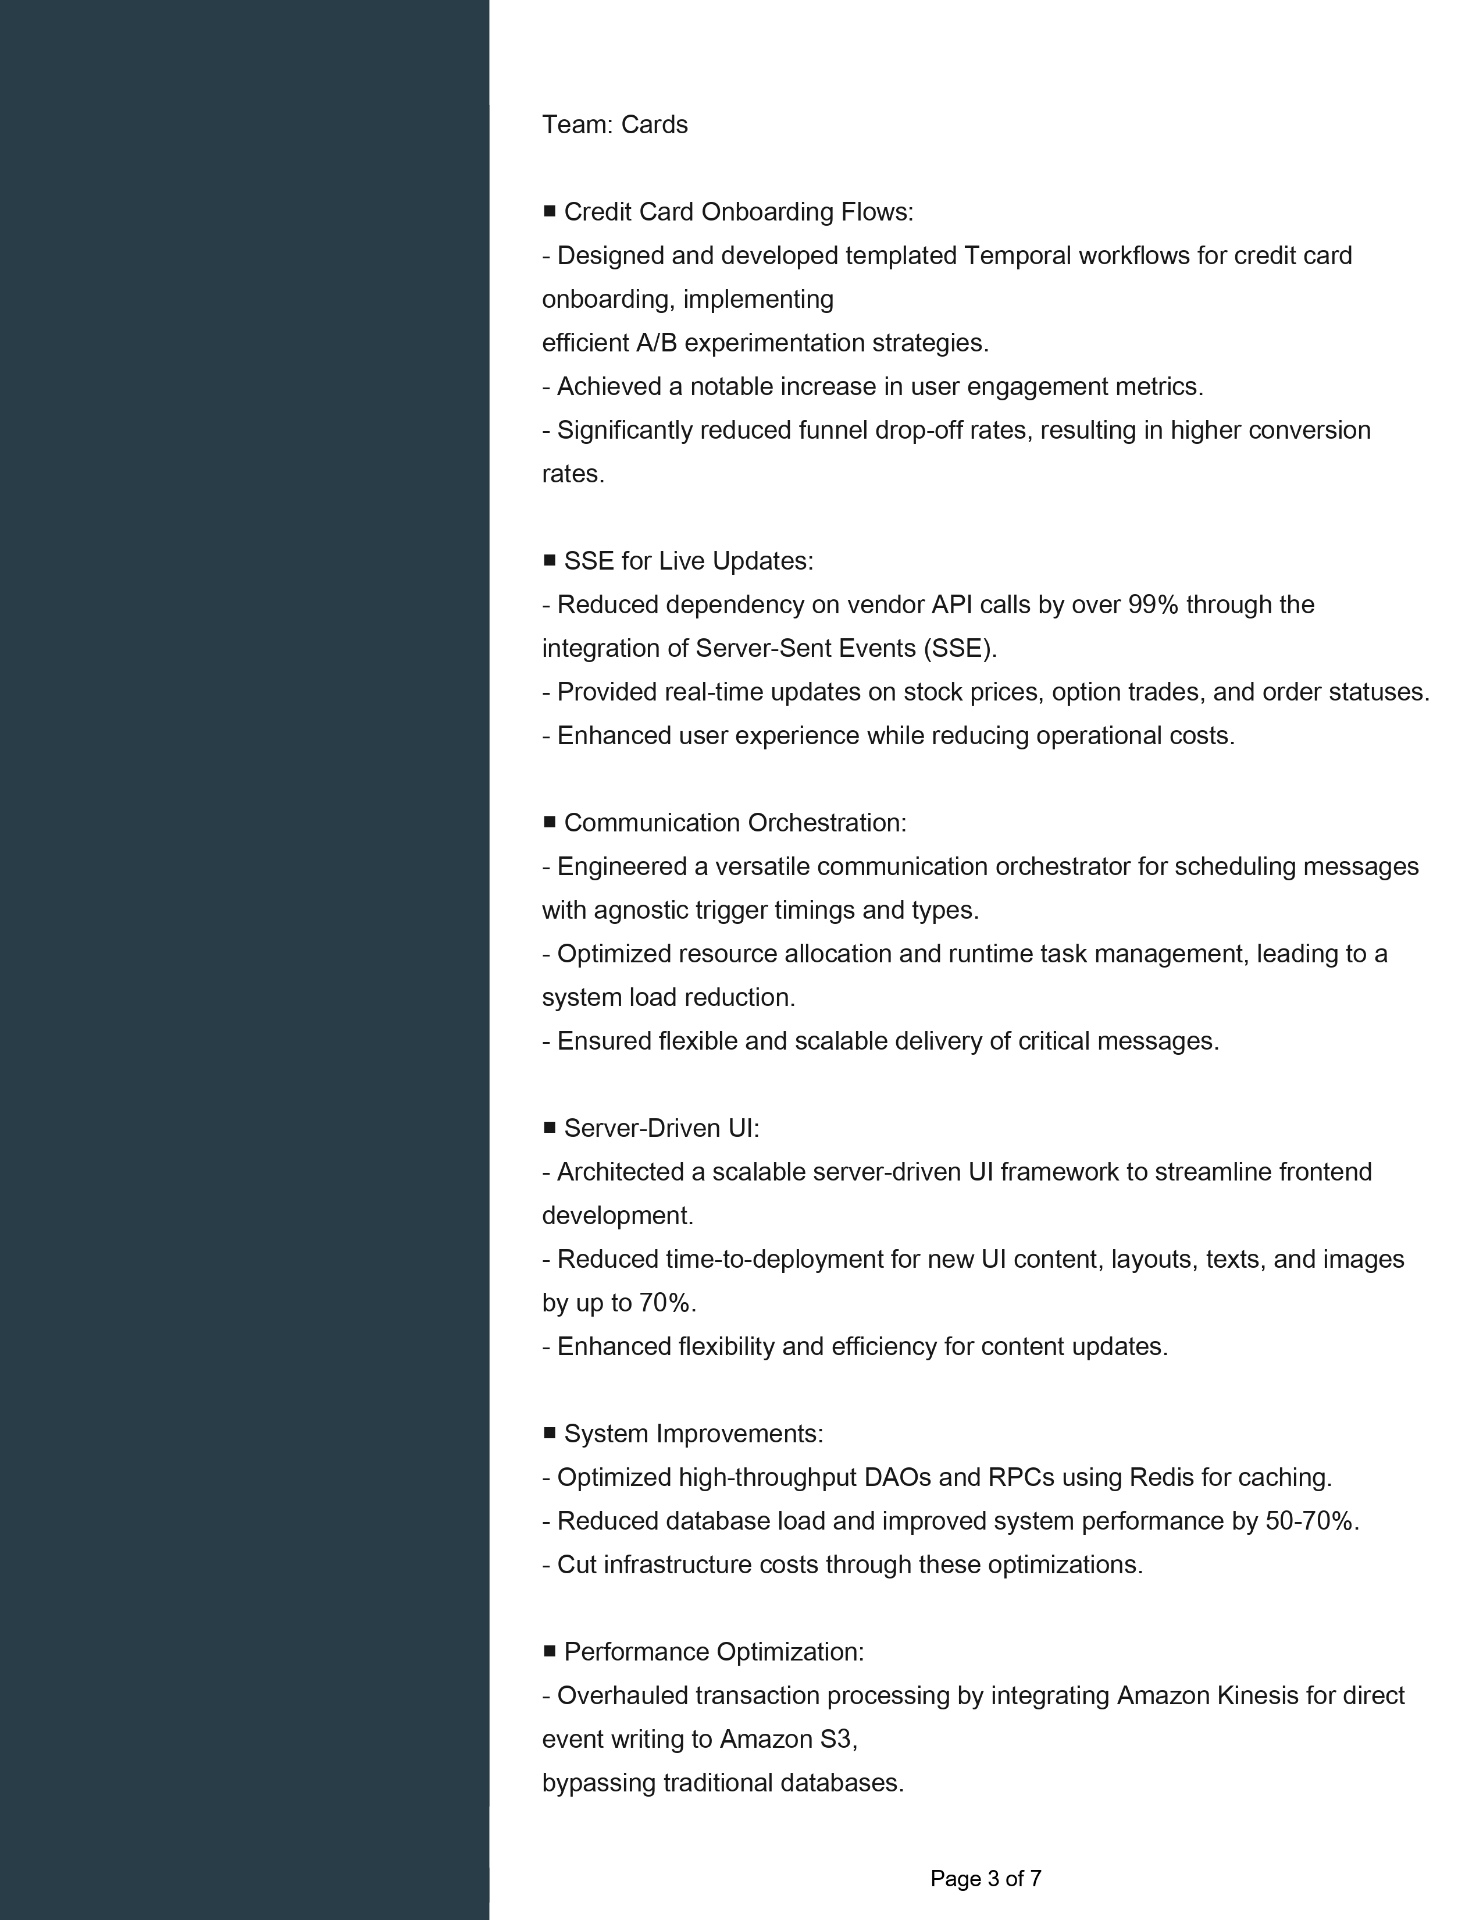 Team: Cards
■ Credit Card Onboarding Flows:
- Designed and developed templated Temporal workflows for credit card
onboarding, implementing
efficient A/B experimentation strategies.
- Achieved a notable increase in user engagement metrics.
- Significantly reduced funnel drop-off rates, resulting in higher conversion
rates.
■ SSE for Live Updates:
- Reduced dependency on vendor API calls by over 99% through the
integration of Server-Sent Events (SSE).
- Provided real-time updates on stock prices, option trades, and order statuses.
- Enhanced user experience while reducing operational costs.
■ Communication Orchestration:
- Engineered a versatile communication orchestrator for scheduling messages
with agnostic trigger timings and types.
- Optimized resource allocation and runtime task management, leading to a
system load reduction.
- Ensured flexible and scalable delivery of critical messages.
■ Server-Driven UI:
- Architected a scalable server-driven UI framework to streamline frontend
development.
- Reduced time-to-deployment for new UI content, layouts, texts, and images
by up to 70%.
- Enhanced flexibility and efficiency for content updates.
■ System Improvements:
- Optimized high-throughput DAOs and RPCs using Redis for caching.
- Reduced database load and improved system performance by 50-70%.
- Cut infrastructure costs through these optimizations.
■ Performance Optimization:
- Overhauled transaction processing by integrating Amazon Kinesis for direct
event writing to Amazon S3,
bypassing traditional databases.
Page 3 of 7